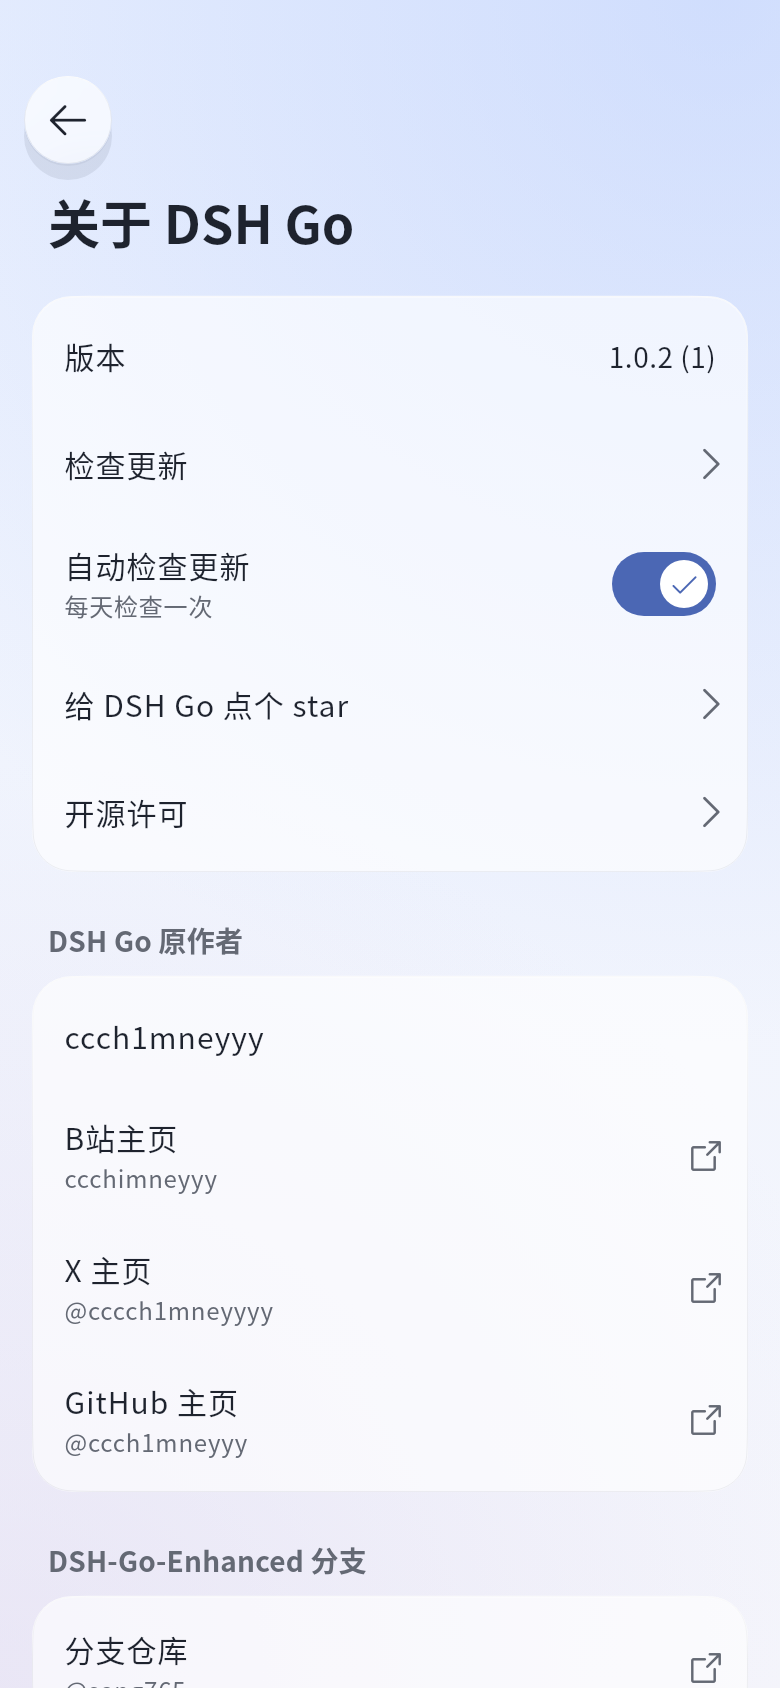 关于 DSH Go
版本
1.0.2 (1)
检查更新
自动检查更新
每天检查一次
给 DSH Go 点个 star
开源许可
DSH Go 原作者
ccch1mneyyy
B站主页
ccchimneyyy
X 主页
@cccch1mneyyyy
GitHub 主页
@ccch1mneyyy
DSH-Go-Enhanced 分支
分支仓库